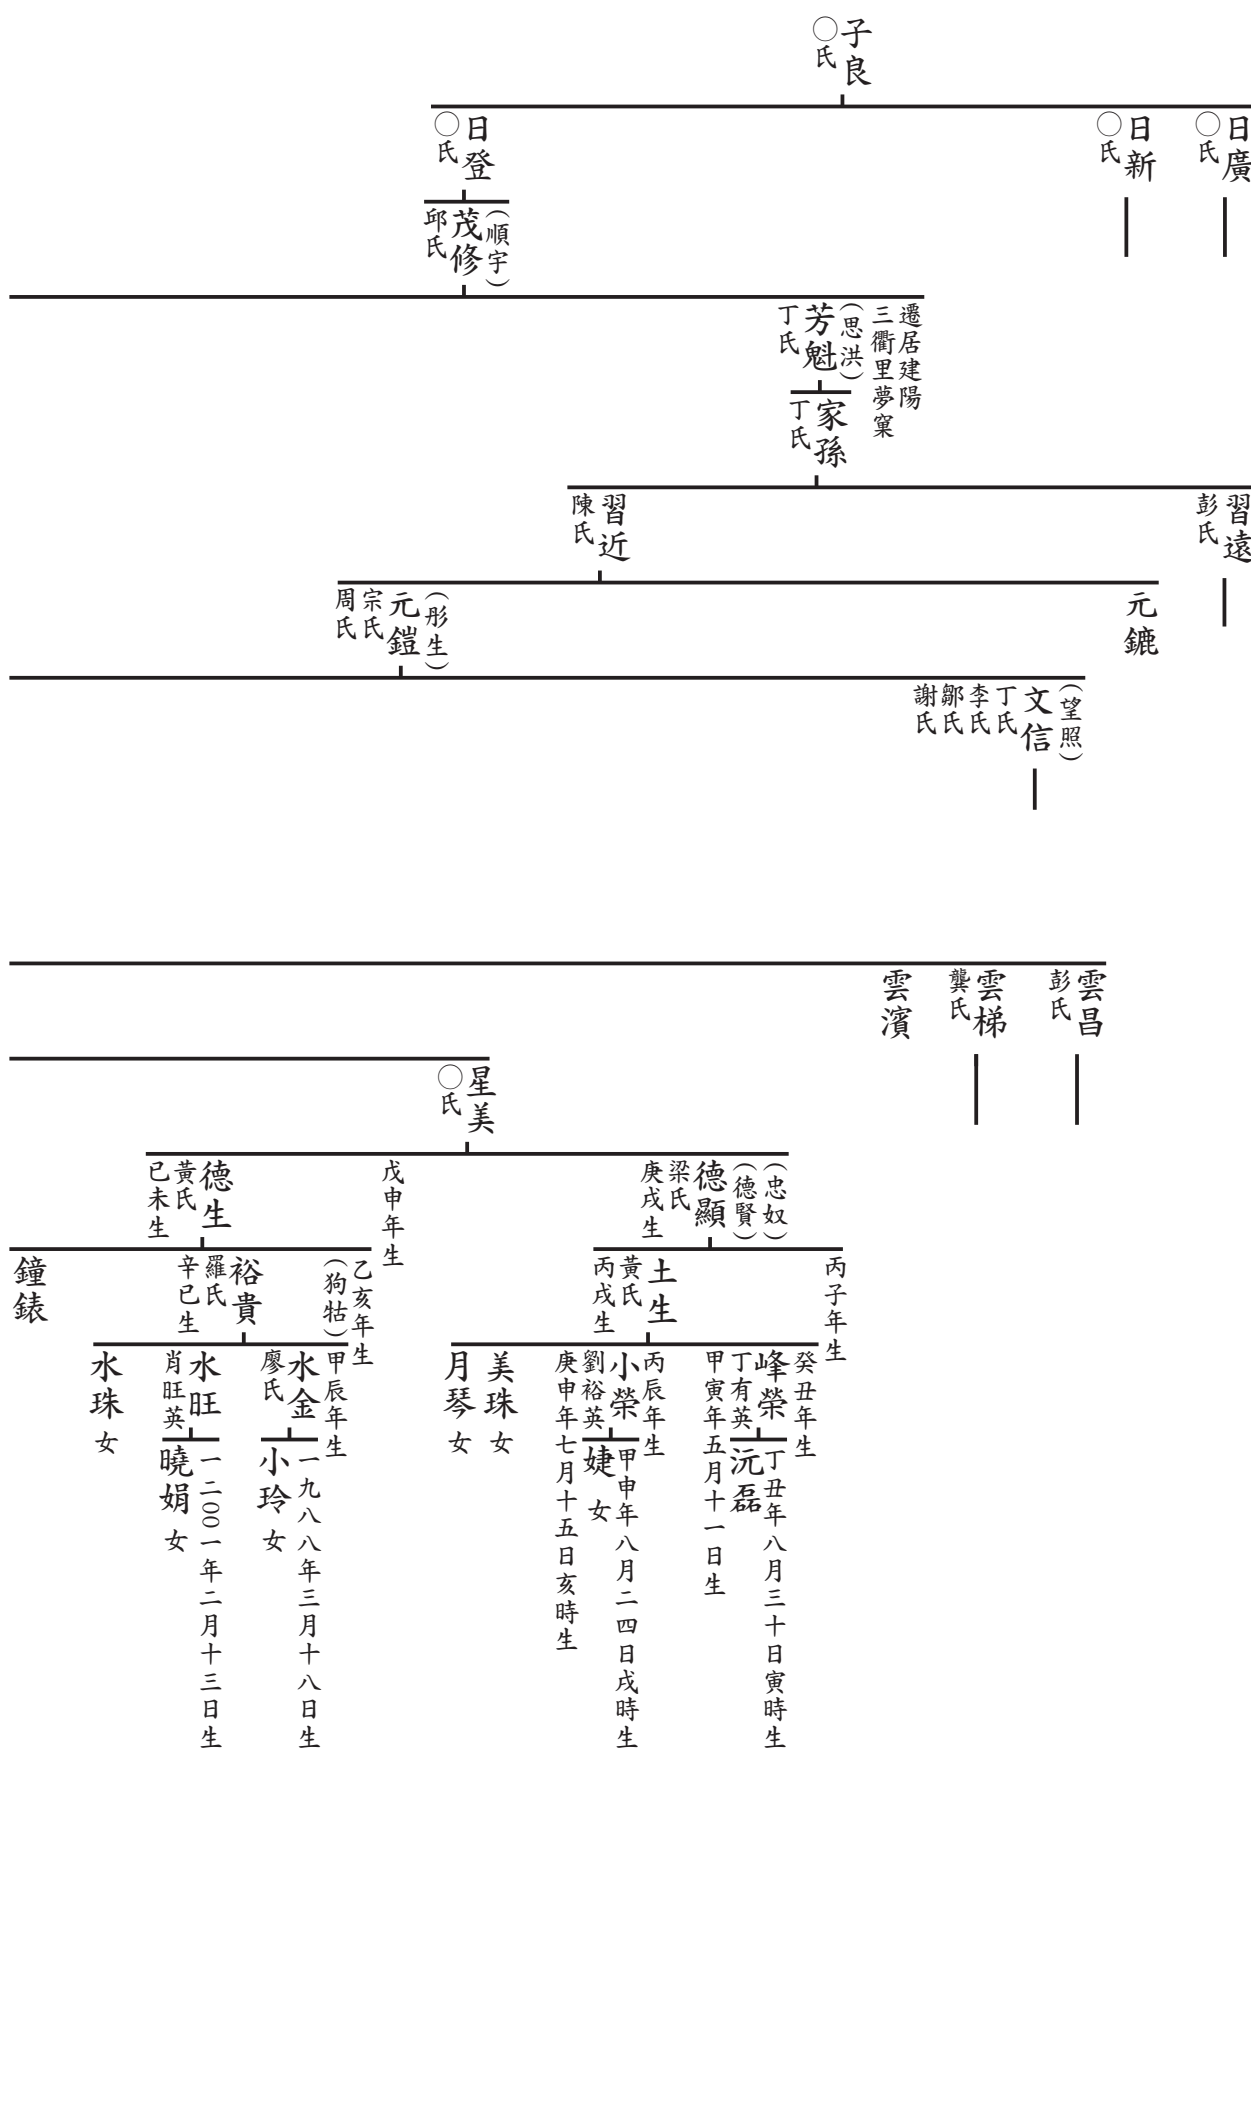 子良
○氏
日廣
○氏
日新
○氏
日登
○氏
(順宇)
茂修
邱氏
遷居建陽
三衢里夢窠
(思洪)
芳魁
丁氏
家孫
丁氏
習遠
彭氏
習近
陳氏
元鑣
(彤生)
元鎧
宗氏
周氏
(望照)
文信
丁氏
李氏
鄒氏
謝氏
雲昌
彭氏
雲梯
龔氏
雲濱
星美
○氏
(忠奴)
(德賢)
德顯
梁氏
庚戌生
戊申年生
德生
黃氏
已未生
丙子年生
土生
黃氏
丙戌生
乙亥年生
(狗牯)
裕貴
羅氏
辛已生
鐘錶
癸丑年生
峰榮
丁有英
甲寅年五月十一日生
丙辰年生
小榮
劉裕英
庚申年七月十五日亥時生
美珠 女
月琴 女
甲辰年生
水金
廖氏
水旺
肖旺英
水珠 女
丁丑年八月三十日寅時生
沅磊
甲申年八月二四日戌時生
婕 女
一九八八年三月十八日生
小玲 女
一二00一年二月十三日生
曉娟 女